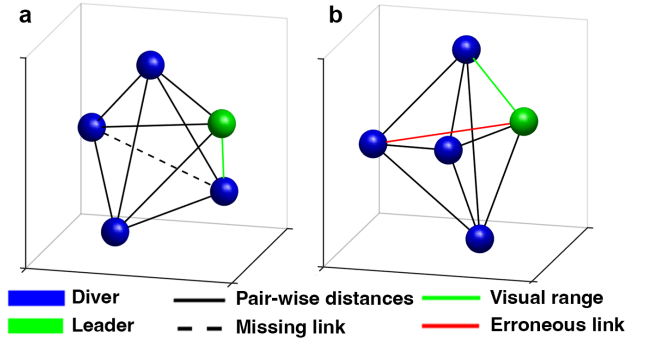 a
b
Diver
Pair-wise distances
Visual range
Leader
Missing link
Erroneous link